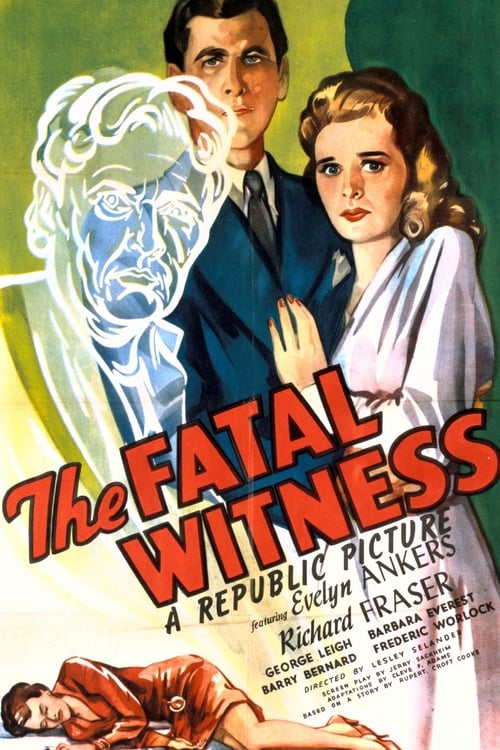 The FATAL
WITNESS
A REPUBLIC PICTURE
featuring Evelyn ANKERS
Richard FRASER
GEORGE LEIGH BARBARA EVEREST
BARRY BERNARD FREDERIC WORLOCK
DIRECTED BY LESLEY SELANDER
SCREEN PLAY BY JERRY SACKHEIM
ADAPTATIONS BY CLEVE F. ADAMS
BASED ON A STORY BY RUPERT CROFT COOKE